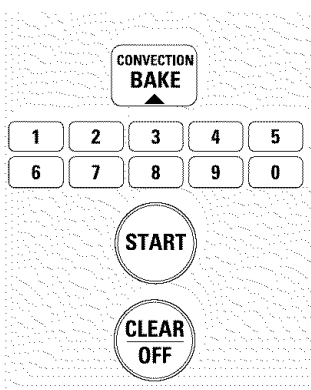 CONVECTION
BAKE
1 2 3 4 5
6 7 8 9 0
START
CLEAR
OFF